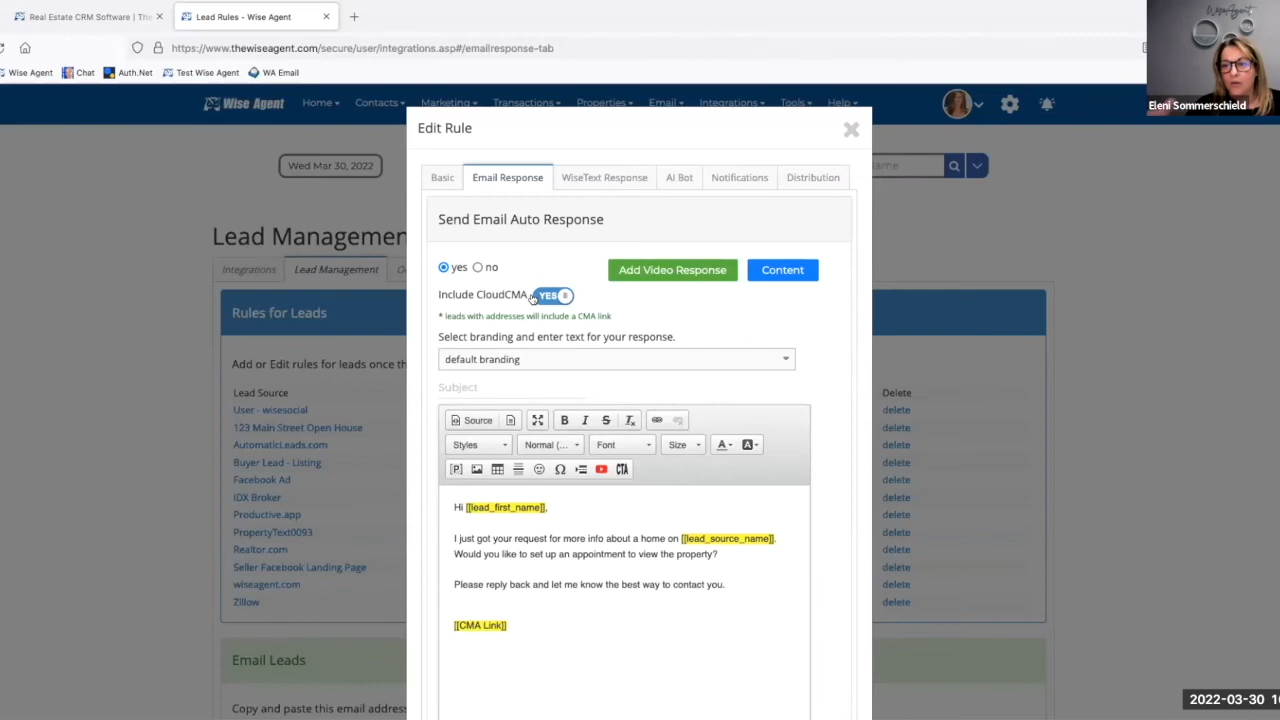 Real Estate CRM Software | The
Lead Rules - Wise Agent
https://www.thewiseagent.com/secure/user/integrations.asp#/emailresponse-tab
Wise Agent
Chat
Auth.Net
Test Wise Agent
WA Email
WiseAgent
Eleni Sommerschield
Wise Agent
Home
Contacts
Marketing
Transactions
Properties
Email
Integrations
Tools
Help
Edit Rule
Wed Mar 30, 2022
Name
Basic
Email Response
WiseText Response
AI Bot
Notifications
Distribution
Send Email Auto Response
Lead Managemen
Integrations
Lead Management
yes
no
Add Video Response
Content
Include CloudCMA
YES
* leads with addresses will include a CMA link
Rules for Leads
Select branding and enter text for your response.
default branding
Add or Edit rules for leads once th
Subject
Lead Source
Delete
User - wisesocial
delete
123 Main Street Open House
delete
AutomaticLeads.com
delete
Buyer Lead - Listing
delete
Facebook Ad
delete
IDX Broker
delete
Productive.app
delete
PropertyText0093
delete
Realtor.com
delete
Seller Facebook Landing Page
delete
wiseagent.com
delete
Zillow
delete
Source
B I S Tx
Styles
Normal (...
Font
Size
A
A
[P]
Ω
CTA
Hi [[lead_first_name]],
I just got your request for more info about a home on [[lead_source_name]].
Would you like to set up an appointment to view the property?
Please reply back and let me know the best way to contact you.
[[CMA Link]]
Email Leads
Copy and paste this email address
2022-03-30 1